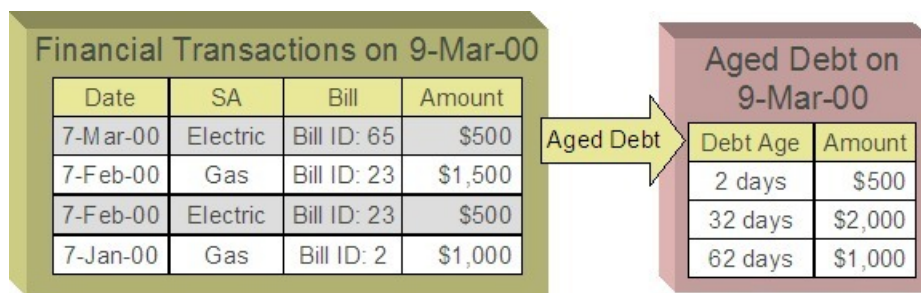 Financial Transactions on 9-Mar-00
Date SA Bill Amount
7-Mar-00 Electric Bill ID: 65 $500
7-Feb-00 Gas Bill ID: 23 $1,500
7-Feb-00 Electric Bill ID: 23 $500
7-Jan-00 Gas Bill ID: 2 $1,000
Aged Debt
Aged Debt on
9-Mar-00
Debt Age Amount
2 days $500
32 days $2,000
62 days $1,000